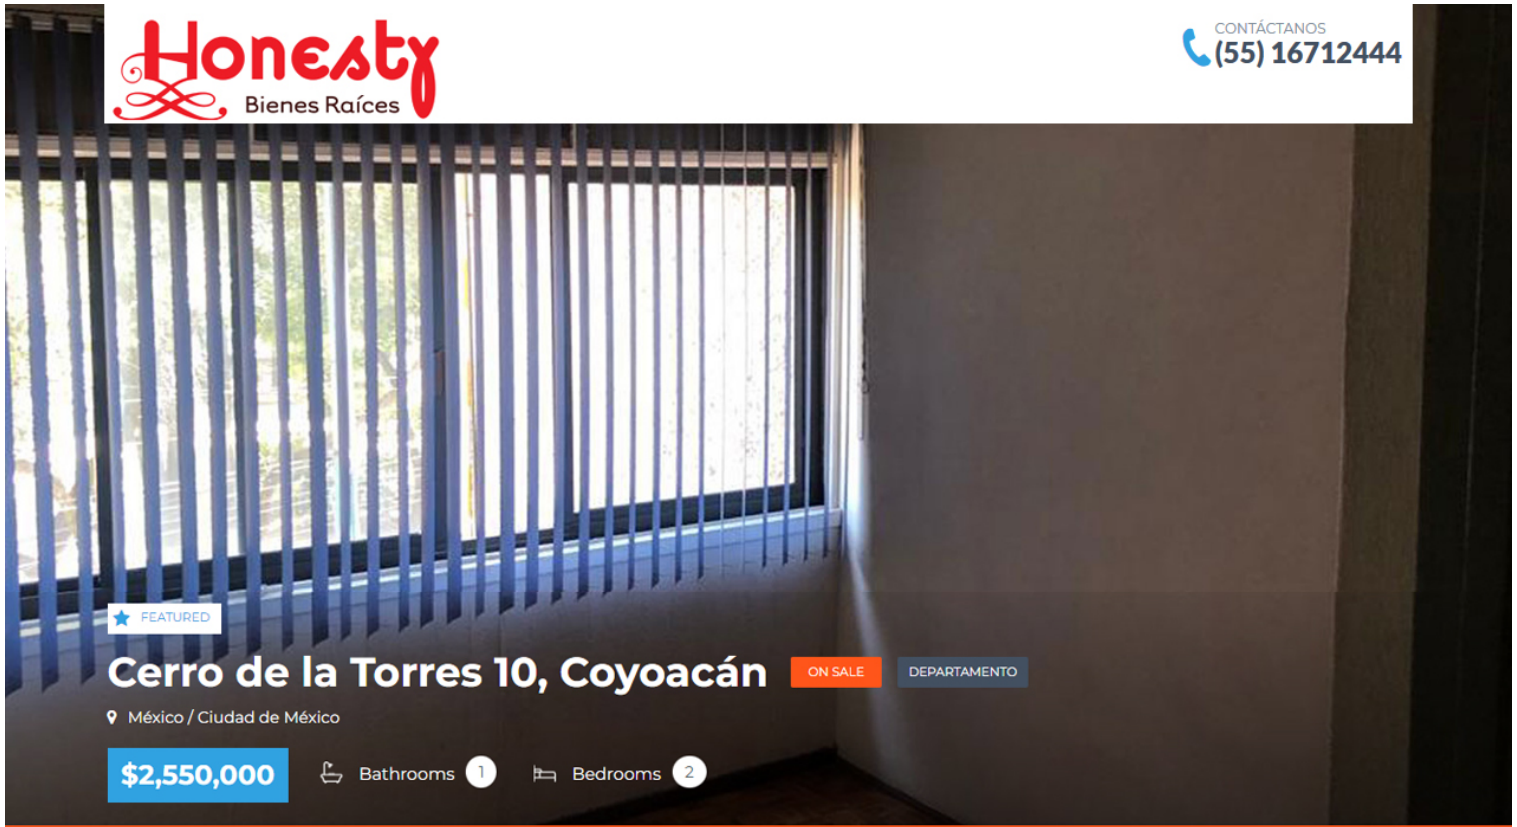 Honesty
Bienes Raíces
CONTÁCTANOS
(55) 16712444
FEATURED
Cerro de la Torres 10, Coyoacán ON SALE DEPARTAMENTO
México / Ciudad de México
$2,550,000 Bathrooms 1 Bedrooms 2